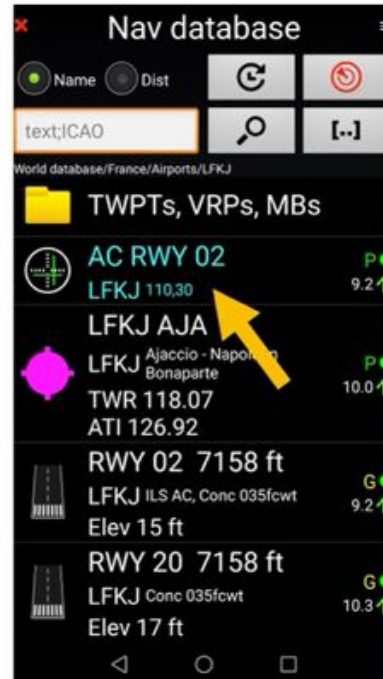 Nav database
Name Dist
text;ICAO [..]
World database/France/Airports/LFKJ
TWPTs, VRPs, MBs
AC RWY 02 P
LFKJ 110,30 9.2
LFKJ AJA
LFKJ Ajaccio - Napoleon P
Bonaparte 10.0
TWR 118.07
ATI 126.92
RWY 02 7158 ft
LFKJ ILS AC, Conc 035fcwt G
Elev 15 ft 9.2
RWY 20 7158 ft
LFKJ Conc 035fcwt G
Elev 17 ft 10.3